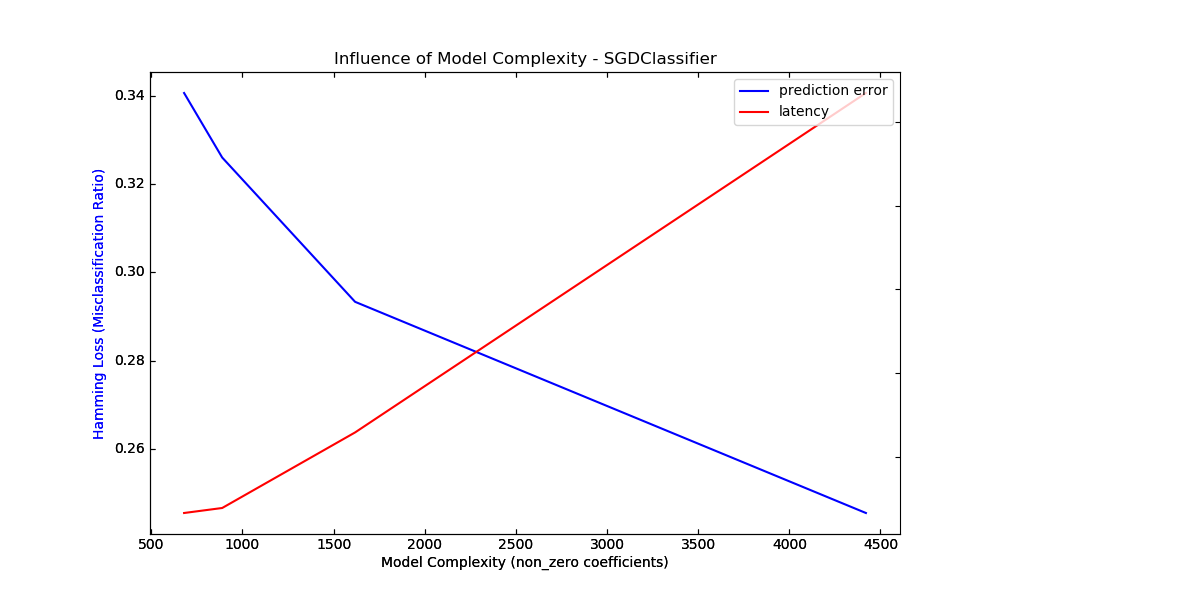 Influence of Model Complexity - SGDClassifier
prediction error
latency
0.34
0.32
0.30
0.28
0.26
Hamming Loss (Misclassification Ratio)
500 1000 1500 2000 2500 3000 3500 4000 4500
Model Complexity (non_zero coefficients)